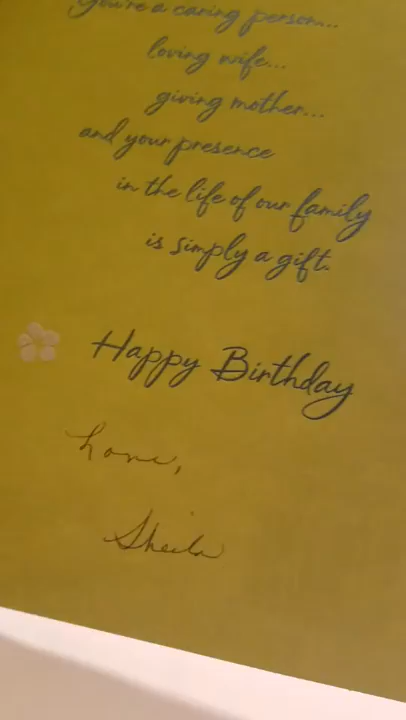 You're a caring person...
loving wife...
giving mother...
and your presence
in the life of our family
is simply a gift.
Happy Birthday
Love,
Sheila